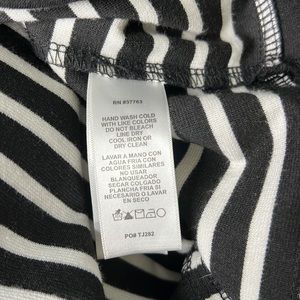 RN #57763
HAND WASH COLD
WITH LIKE COLORS
DO NOT BLEACH
LINE DRY
COOL IRON OR
DRY CLEAN
LAVAR A MANO CON
AGUA FRIA CON
COLORES SIMILARES
NO USAR
BLANQUEADOR
SECAR COLGADO
PLANCHA FRIA SI
ES NECESARIO O LAVAR
EN SECO
PO# TJ282